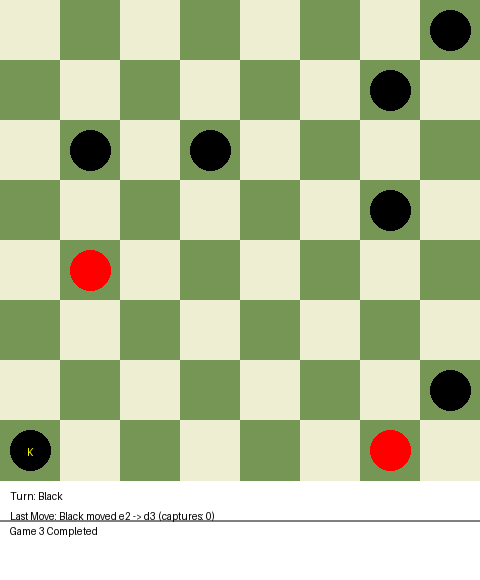 K
Turn: Black
Last Move: Black moved e2 -> d3 (captures: 0)
Game 3 Completed